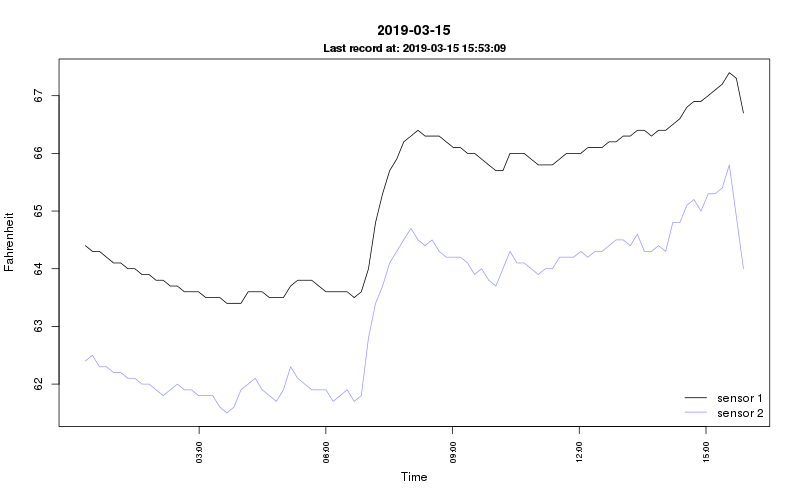 2019-03-15
Last record at: 2019-03-15 15:53:09
67
66
65
64
63
62
Fahrenheit
sensor 1
sensor 2
03:00
06:00
09:00
12:00
15:00
Time